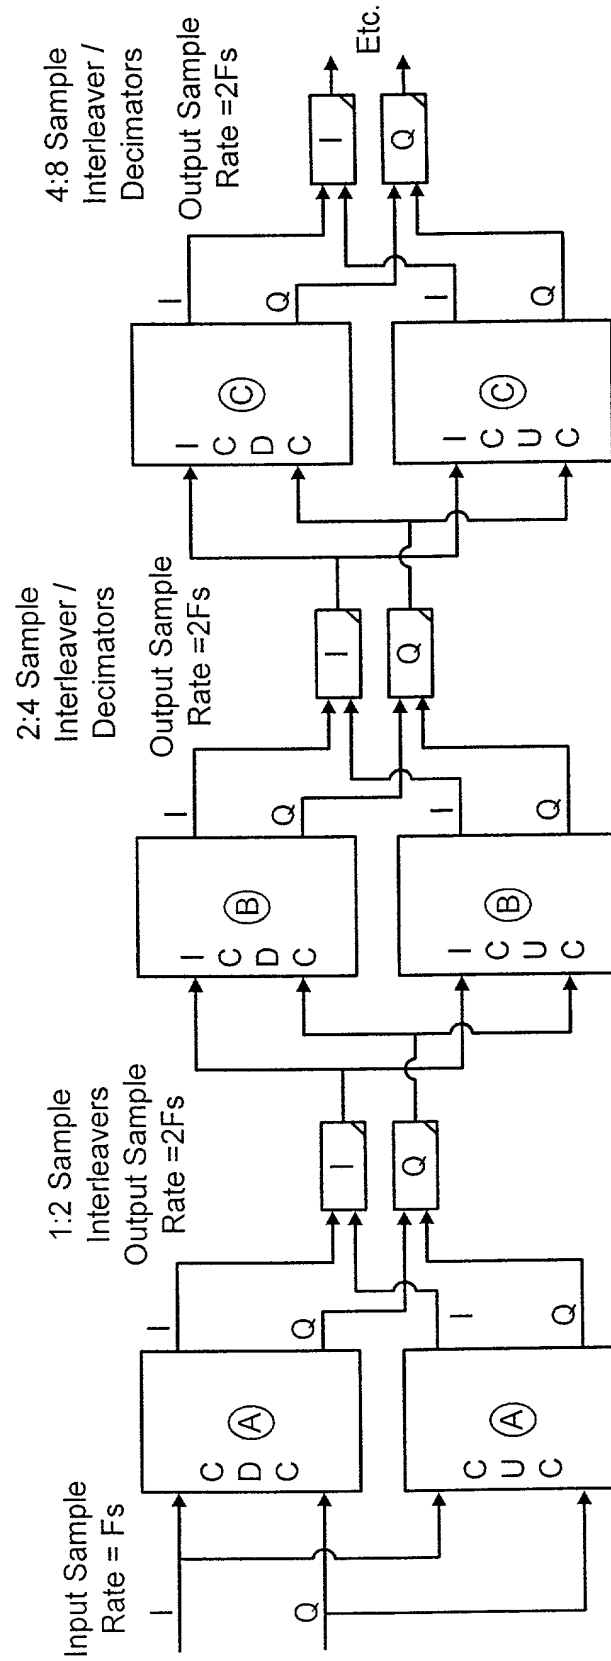 Input Sample
Rate = Fs
I
Q
C
D
C
A
C
U
C
A
I
Q
I
Q
1:2 Sample
Interleavers
Output Sample
Rate =2Fs
I
Q
I
C
D
C
B
I
C
U
C
B
I
Q
I
Q
2:4 Sample
Interleaver /
Decimators
Output Sample
Rate =2Fs
I
Q
I
C
D
C
C
I
C
U
C
C
I
Q
I
Q
4:8 Sample
Interleaver /
Decimators
Output Sample
Rate =2Fs
I
Q
Etc.